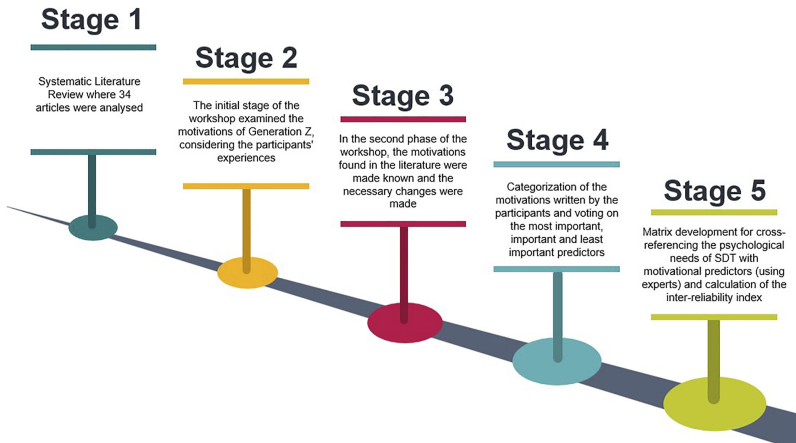 Stage 1
Systematic Literature
Review where 34
articles were analysed
Stage 2
The initial stage of the
workshop examined the
motivations of Generation Z,
considering the participants'
experiences
Stage 3
In the second phase of the
workshop, the motivations
found in the literature were
made known and the
necessary changes were
made
Stage 4
Categorization of the
motivations written by the
participants and voting on
the most important,
important and least
important predictors
Stage 5
Matrix development for cross-
referencing the psychological
needs of SDT with
motivational predictors (using
experts) and calculation of the
inter-reliability index